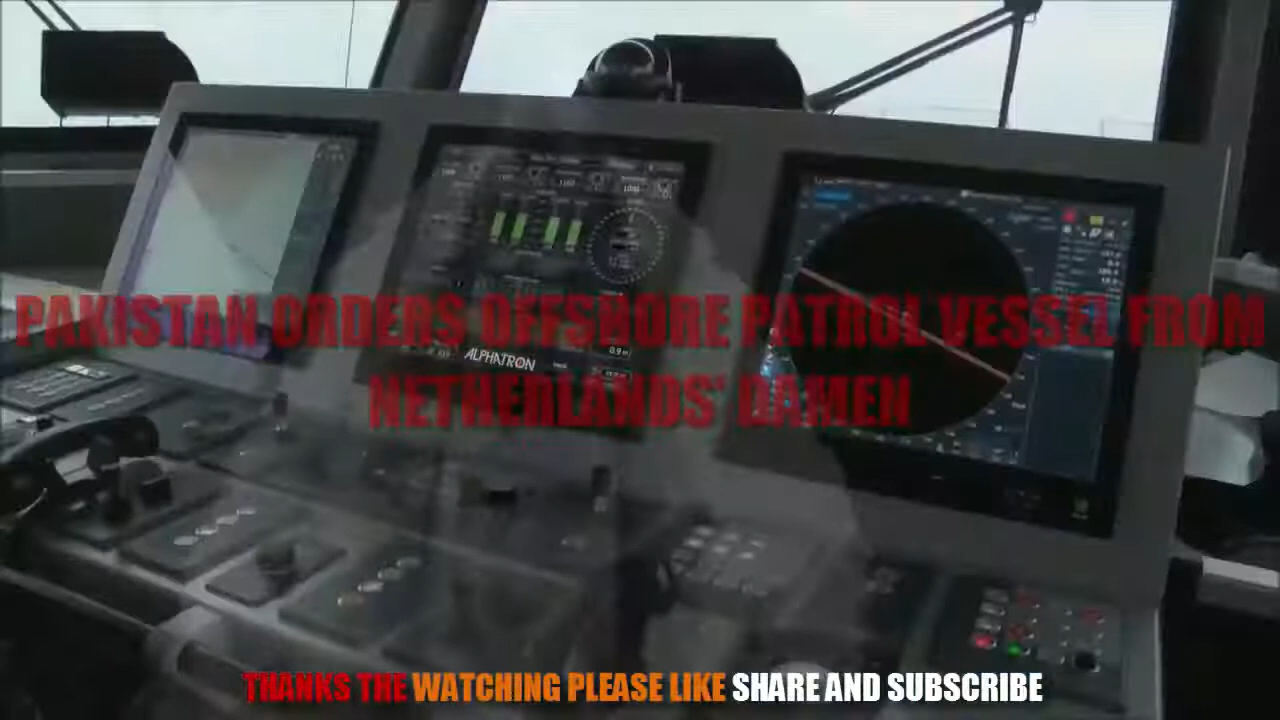 PAKISTAN ORDERS OFFSHORE PATROL VESSEL FROM
NETHERLANDS' DAMEN
ALPHATRON
THANKS THE WATCHING PLEASE LIKE SHARE AND SUBSCRIBE